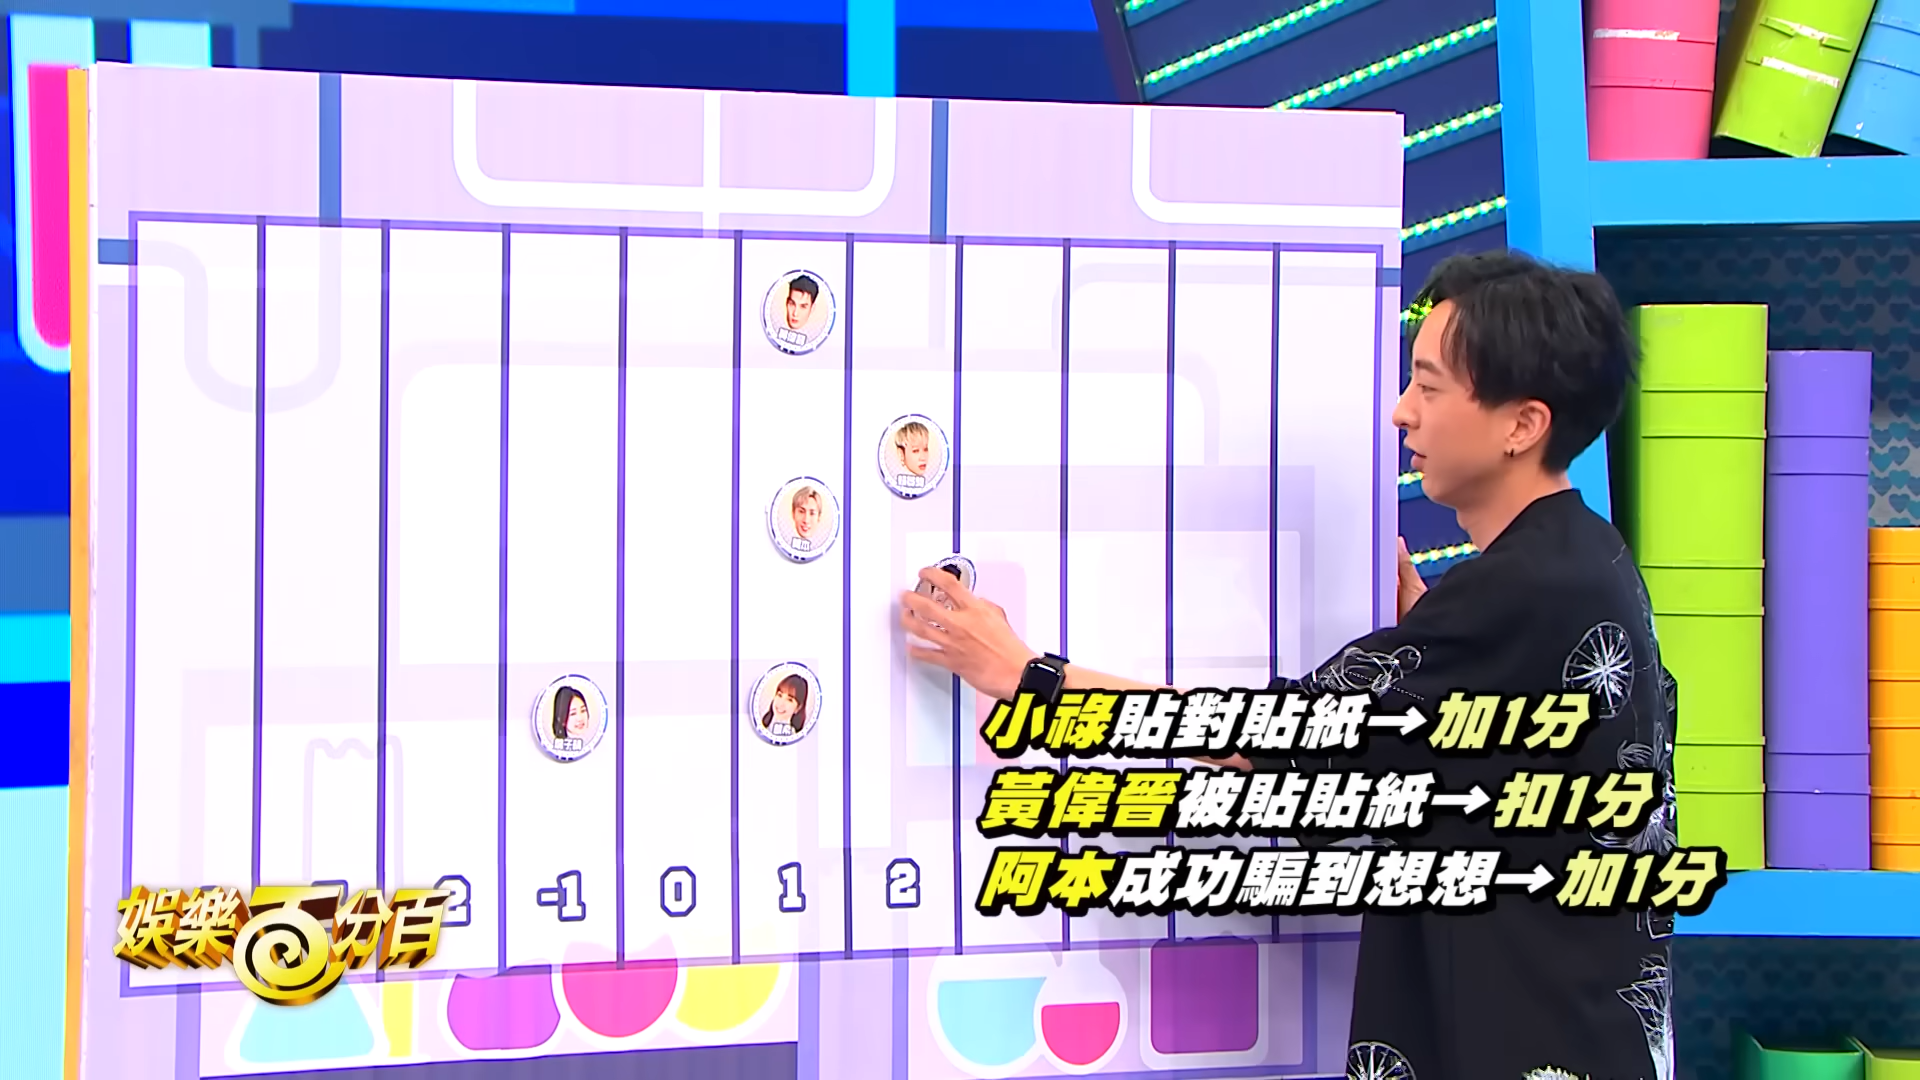 -1
0
1
2
小祿貼對貼紙→加1分
黃偉晉被貼貼紙→扣1分
阿本成功騙到想想→加1分
娛樂百分百